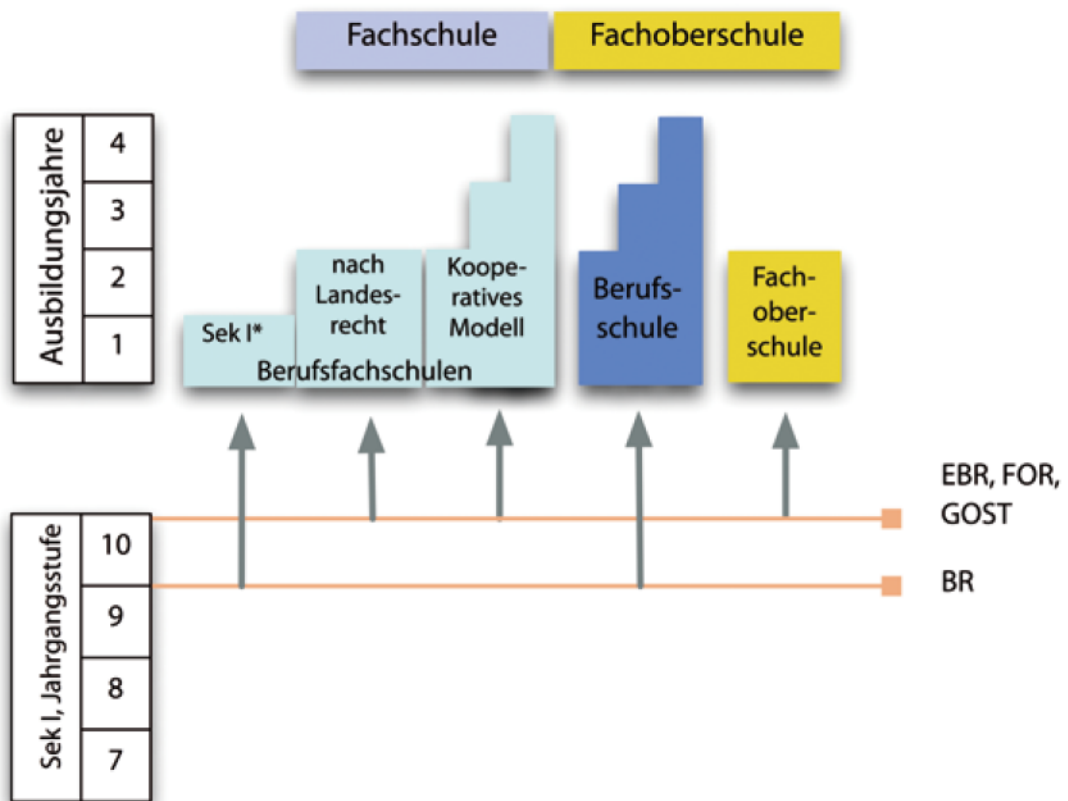 Fachschule
Fachoberschule
Ausbildungsjahre
4
3
2
1
Sek I*
nach
Landes-
recht
Koope-
ratives
Modell
Berufsfachschulen
Berufs-
schule
Fach-
ober-
schule
EBR, FOR,
GOST
BR
Sek I, Jahrgangsstufe
10
9
8
7